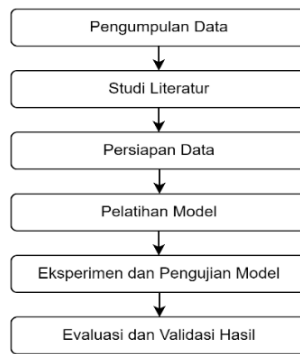 Pengumpulan Data
Studi Literatur
Persiapan Data
Pelatihan Model
Eksperimen dan Pengujian Model
Evaluasi dan Validasi Hasil